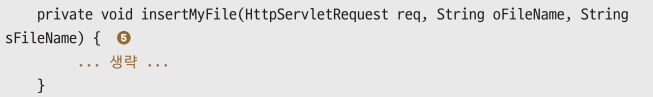 private void insertMyFile(HttpServletRequest req, String oFileName, String
sFileName) { ❺
... 생략 ...
}